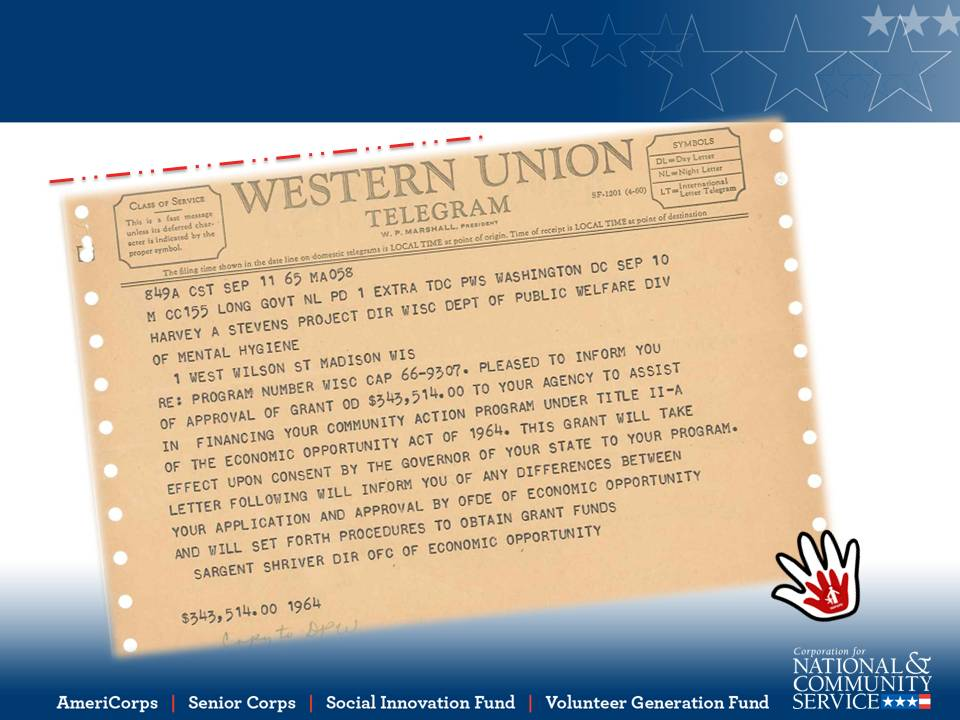 WESTERN UNION
TELEGRAM
W. P. MARSHALL, PRESIDENT
SF-1201 (4-60)
CLASS OF SERVICE
This is a fast message
unless its deferred char-
acter is indicated by the
proper symbol.
SYMBOLS
DL=Day Letter
NL=Night Letter
LT=International
Letter Telegram
The filing time shown in the date line on domestic telegrams is LOCAL TIME at point of origin. Time of receipt is LOCAL TIME at point of destination
849A CST SEP 11 65 MA058
M CC155 LONG GOVT NL PD 1 EXTRA TDC PWS WASHINGTON DC SEP 10
HARVEY A STEVENS PROJECT DIR WISC DEPT OF PUBLIC WELFARE DIV
OF MENTAL HYGIENE
1 WEST WILSON ST MADISON WIS
RE: PROGRAM NUMBER WISC CAP 66-9307. PLEASED TO INFORM YOU
OF APPROVAL OF GRANT OD $343,514.00 TO YOUR AGENCY TO ASSIST
IN FINANCING YOUR COMMUNITY ACTION PROGRAM UNDER TITLE II-A
OF THE ECONOMIC OPPORTUNITY ACT OF 1964. THIS GRANT WILL TAKE
EFFECT UPON CONSENT BY THE GOVERNOR OF YOUR STATE TO YOUR PROGRAM.
LETTER FOLLOWING WILL INFORM YOU OF ANY DIFFERENCES BETWEEN
YOUR APPLICATION AND APPROVAL BY OFDE OF ECONOMIC OPPORTUNITY
AND WILL SET FORTH PROCEDURES TO OBTAIN GRANT FUNDS
SARGENT SHRIVER DIR OFC OF ECONOMIC OPPORTUNITY
$343,514.00 1964
Copy to DPW
Corporation for
NATIONAL &
COMMUNITY
SERVICE
AmeriCorps | Senior Corps | Social Innovation Fund | Volunteer Generation Fund